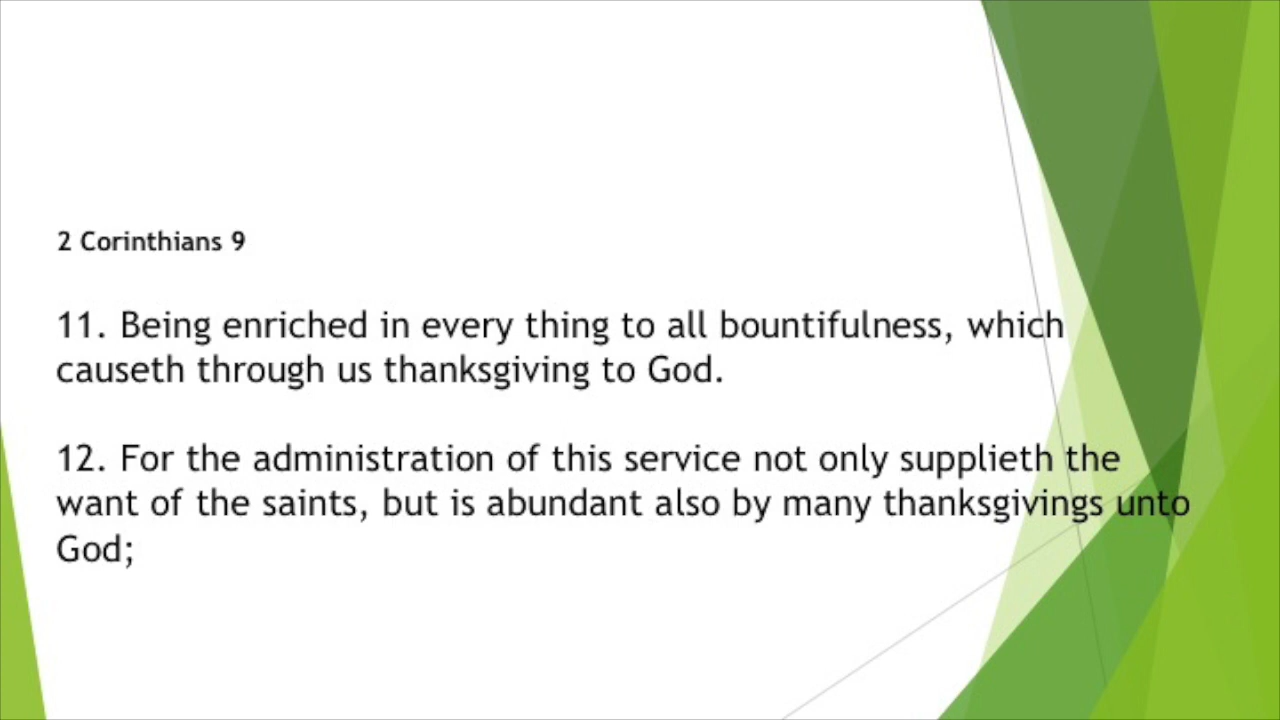 2 Corinthians 9
11. Being enriched in every thing to all bountifulness, which
causeth through us thanksgiving to God.
12. For the administration of this service not only supplieth the
want of the saints, but is abundant also by many thanksgivings unto
God;